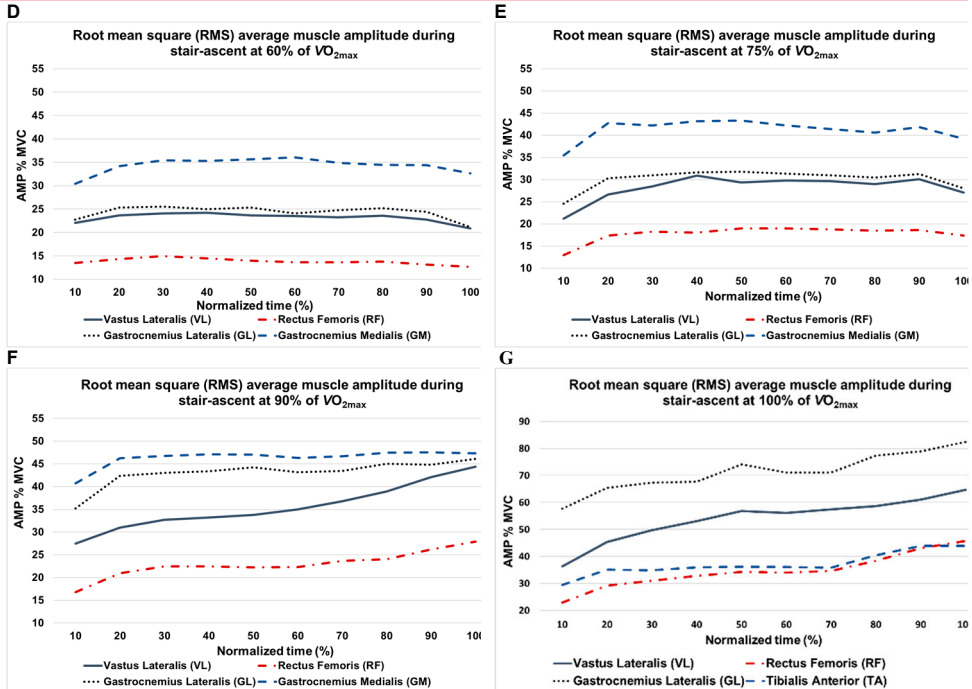 D
Root mean square (RMS) average muscle amplitude during
stair-ascent at 60% of VO2max
AMP % MVC
55
50
45
40
35
30
25
20
15
10
10 20 30 40 50 60 70 80 90 100
Normalized time (%)
Vastus Lateralis (VL) Rectus Femoris (RF)
Gastrocnemius Lateralis (GL) Gastrocnemius Medialis (GM)
E
Root mean square (RMS) average muscle amplitude during
stair-ascent at 75% of VO2max
AMP % MVC
55
50
45
40
35
30
25
20
15
10
10 20 30 40 50 60 70 80 90 100
Normalized time (%)
Vastus Lateralis (VL) Rectus Femoris (RF)
Gastrocnemius Lateralis (GL) Gastrocnemius Medialis (GM)
F
Root mean square (RMS) average muscle amplitude during
stair-ascent at 90% of VO2max
AMP % MVC
55
50
45
40
35
30
25
20
15
10
10 20 30 40 50 60 70 80 90 100
Normalized time (%)
Vastus Lateralis (VL) Rectus Femoris (RF)
Gastrocnemius Lateralis (GL) Gastrocnemius Medialis (GM)
G
Root mean square (RMS) average muscle amplitude during
stair-ascent at 100% of VO2max
AMP % MVC
90
80
70
60
50
40
30
20
10 20 30 40 50 60 70 80 90 100
Normalized time (%)
Vastus Lateralis (VL) Rectus Femoris (RF)
Gastrocnemius Lateralis (GL) Tibialis Anterior (TA)